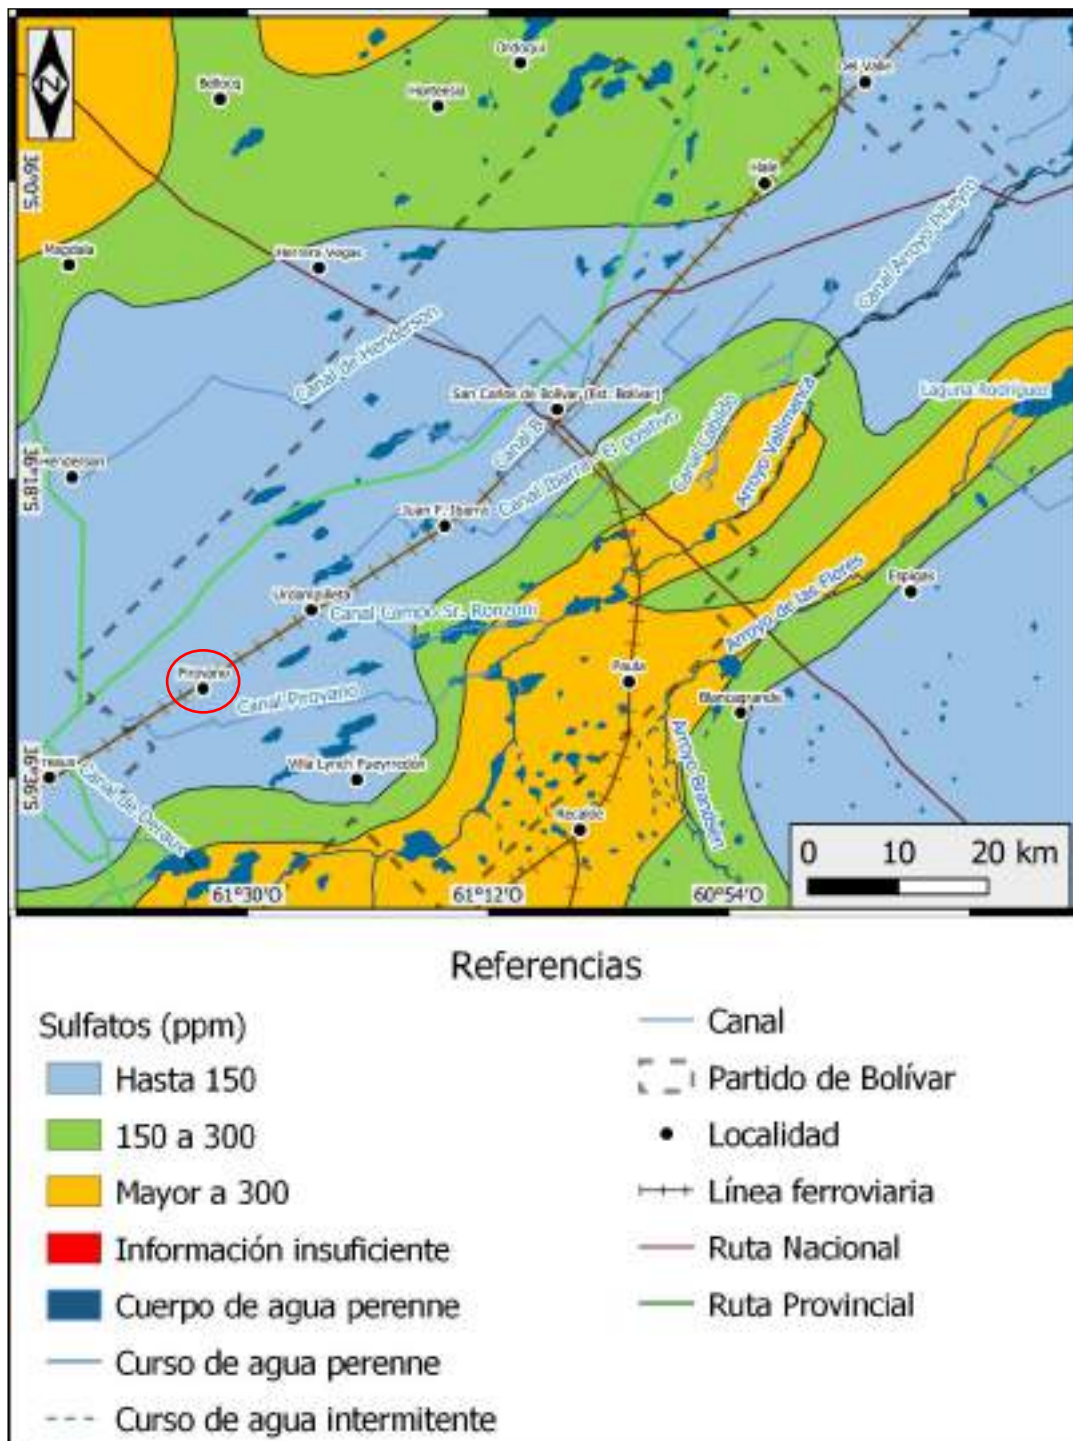 N
Ordoqui
Del Valle
Bellocq
Hortensia
Hale
36°0'S
Canal Arroyo Piñeyro
Magdala
Herrera Vegas
Canal de Henderson
San Carlos de Bolívar (Est. Bolívar)
Laguna Rodríguez
Canal B
Canal Ibarra - E. positivo
Arroyo Vallimanca
Henderson
36°18'S
Juan F. Ibarra
Arroyo de las Flores
Espigas
Urdampilleta
Canal Campo Sr. Ronzoni
Pirovano
Canal Pirovano
Paula
Blancagrande
Arroyo Brandsen
36°36'S
Canal de Deraux
Villa Lynch Pueyrredón
Recalde
0 10 20 km
61°30'O
61°12'O
60°54'O
Referencias
Sulfatos (ppm)
Hasta 150
150 a 300
Mayor a 300
Información insuficiente
Cuerpo de agua perenne
Curso de agua perenne
Curso de agua intermitente
Canal
Partido de Bolívar
Localidad
Línea ferroviaria
Ruta Nacional
Ruta Provincial